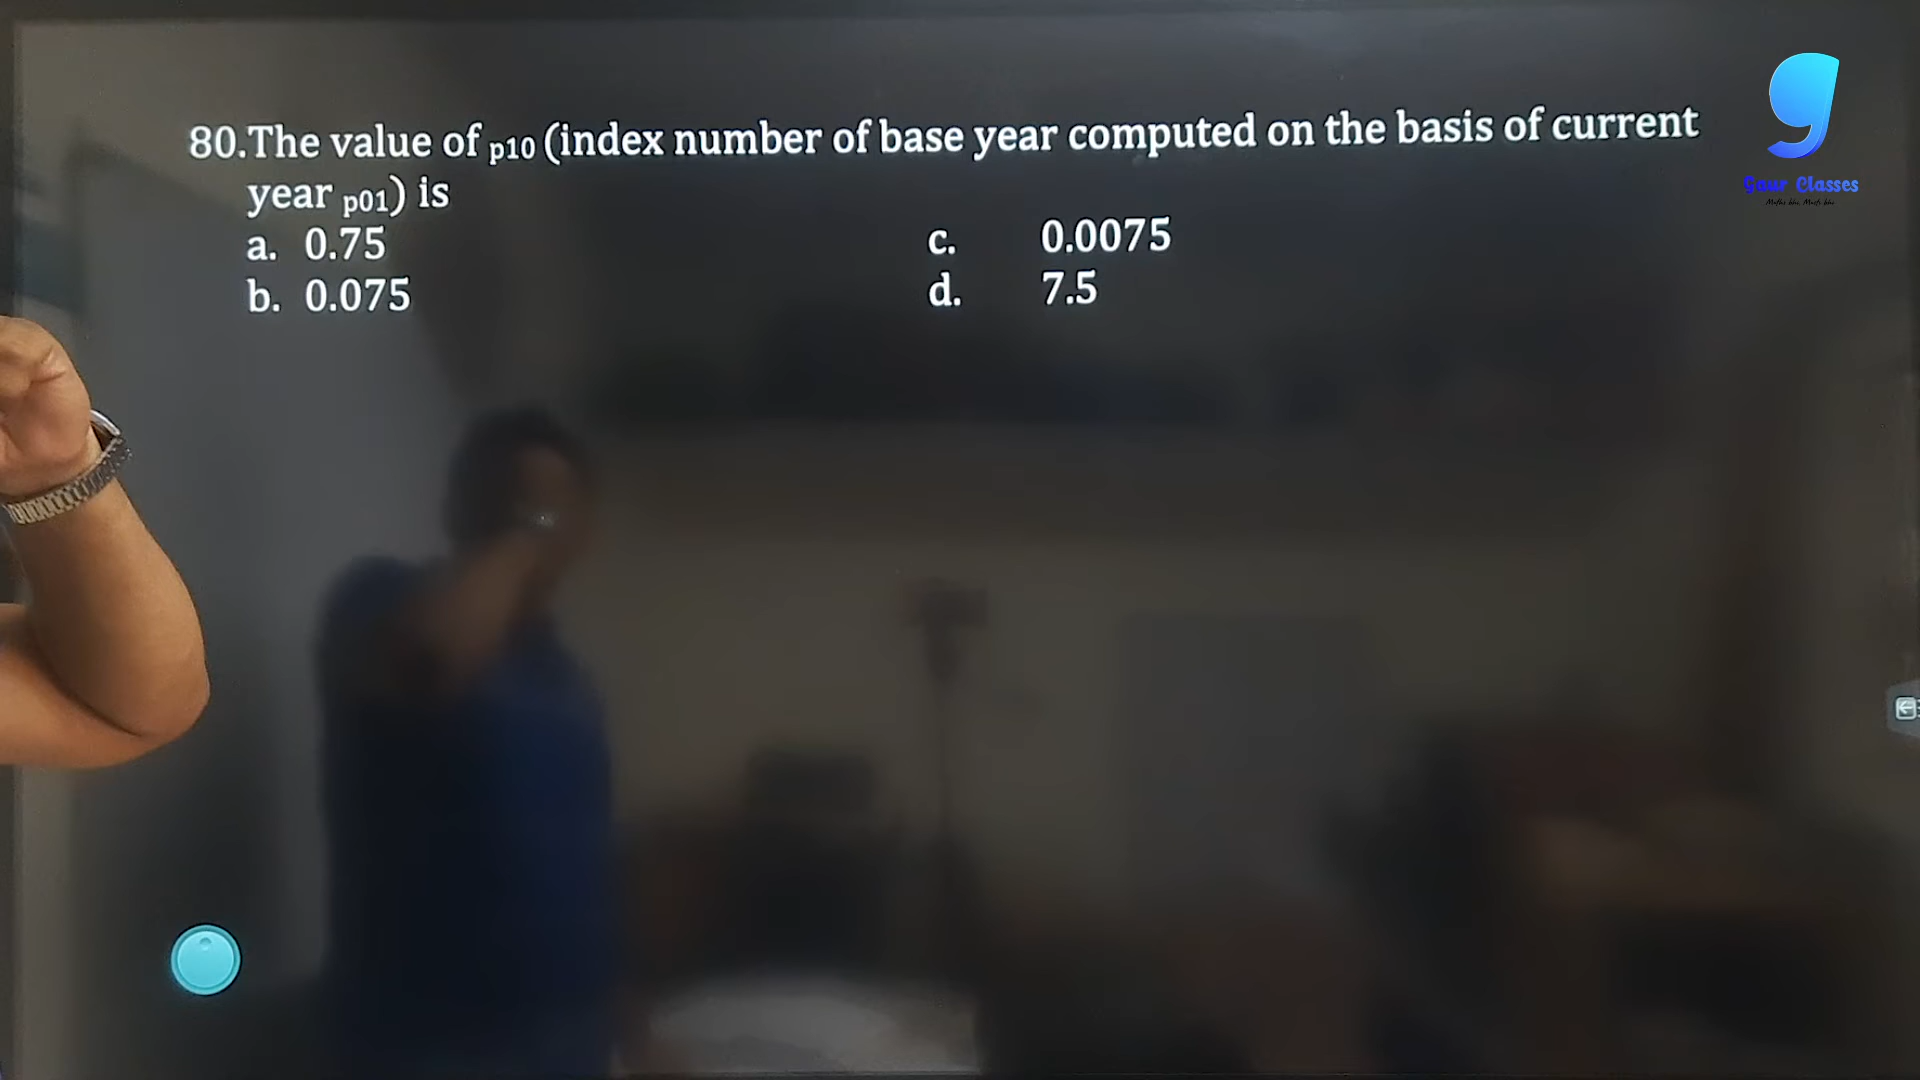 80.The value of p10 (index number of base year computed on the basis of current
year p01) is
a. 0.75
b. 0.075
c. 0.0075
d. 7.5
Gour Classes